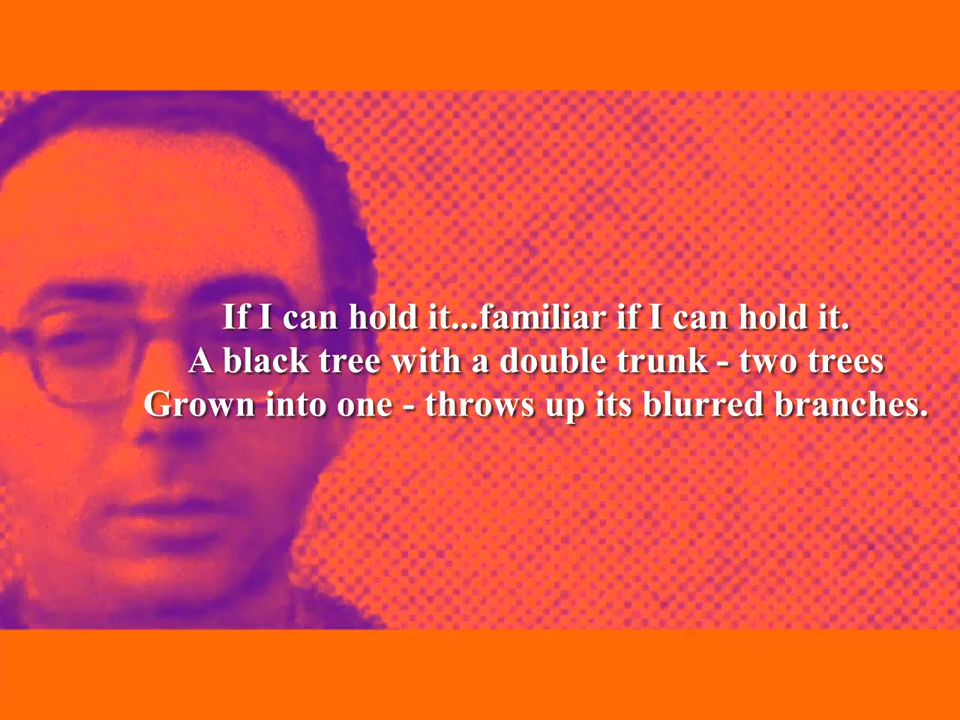 If I can hold it...familiar if I can hold it.
A black tree with a double trunk - two trees
Grown into one - throws up its blurred branches.